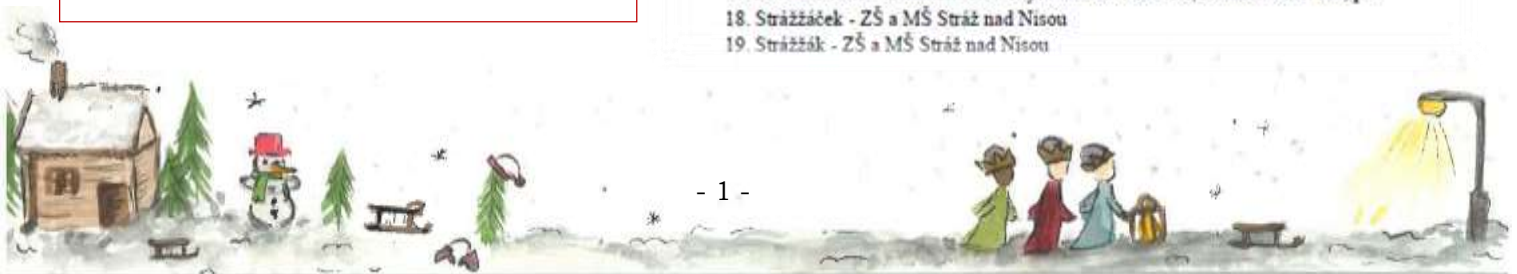 18. Strážžáček - ZŠ a MŠ Stráž nad Nisou
19. Strážžák - ZŠ a MŠ Stráž nad Nisou
- 1 -